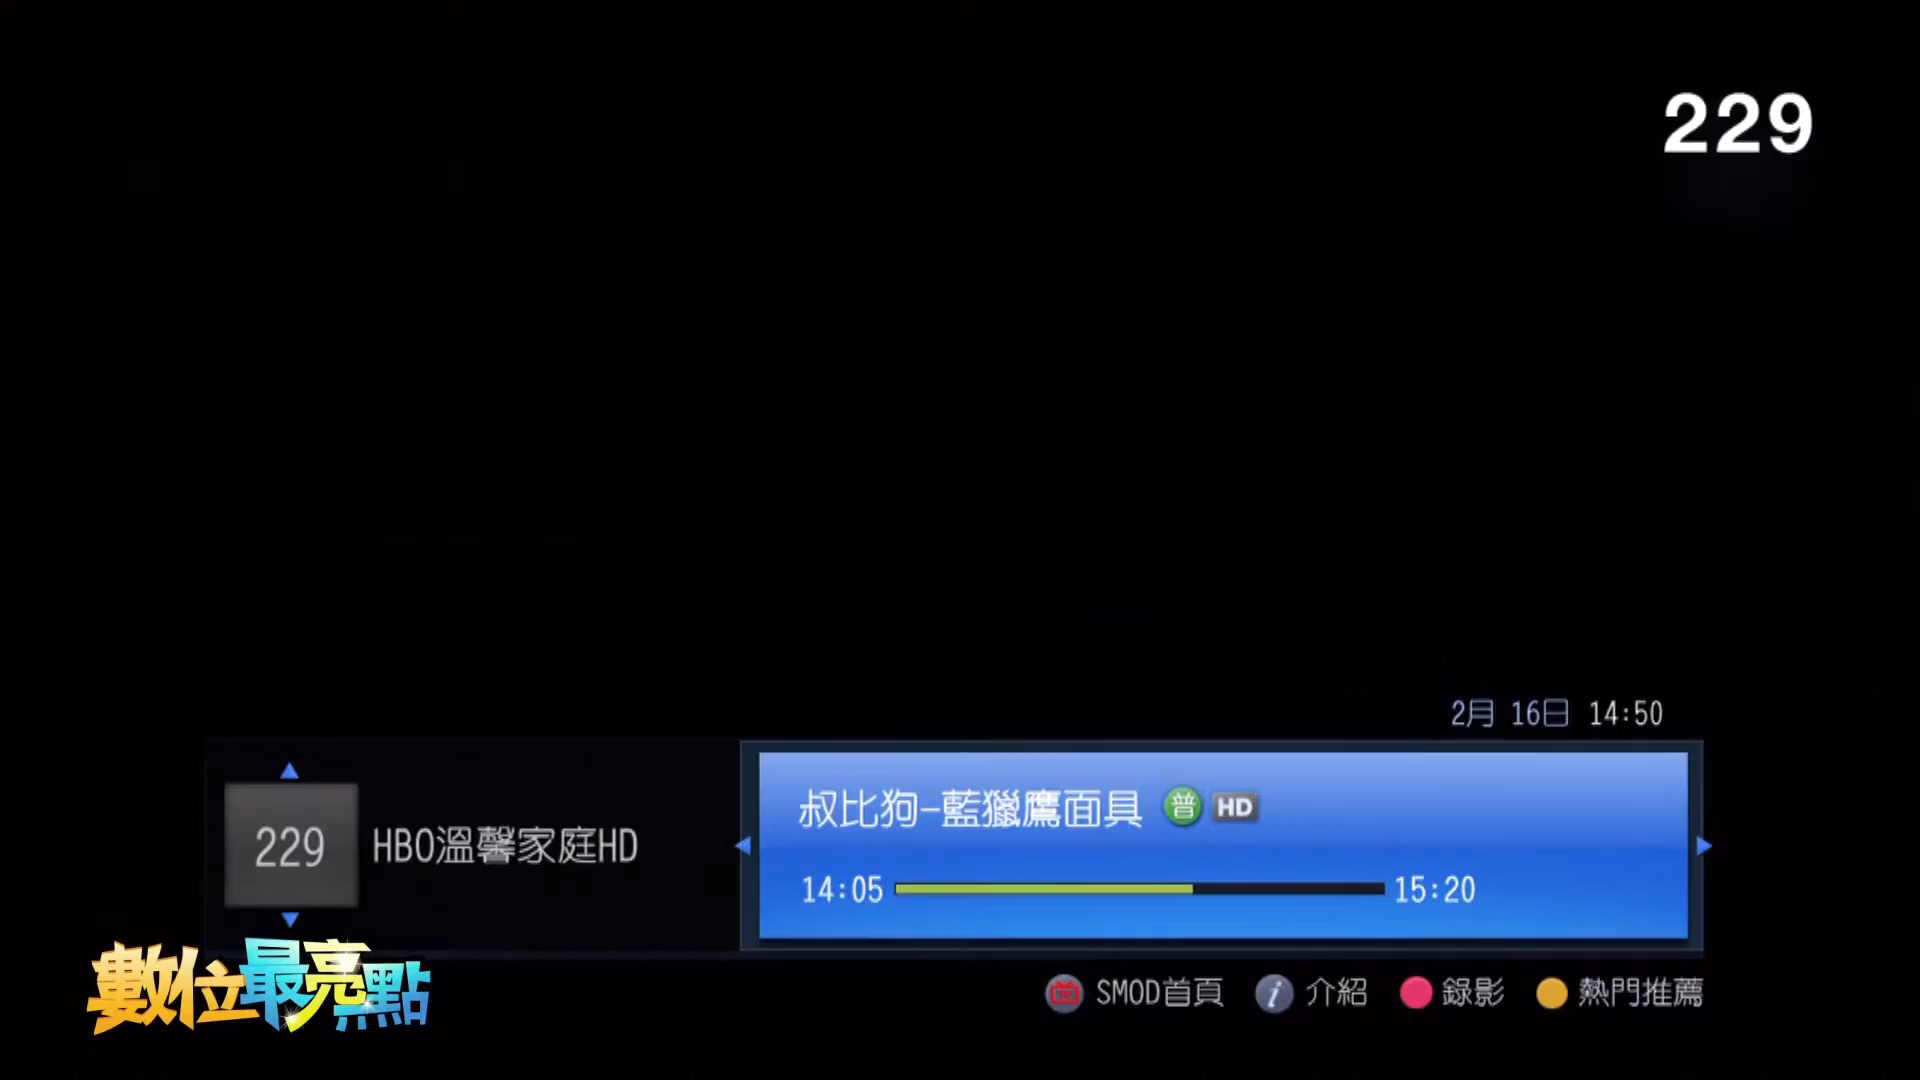 229
2月 16日 14:50
229 HBO溫馨家庭HD
叔比狗-藍獵鷹面具 普 HD
14:05 15:20
SMOD首頁 i 介紹 錄影 熱門推薦
數位最亮點